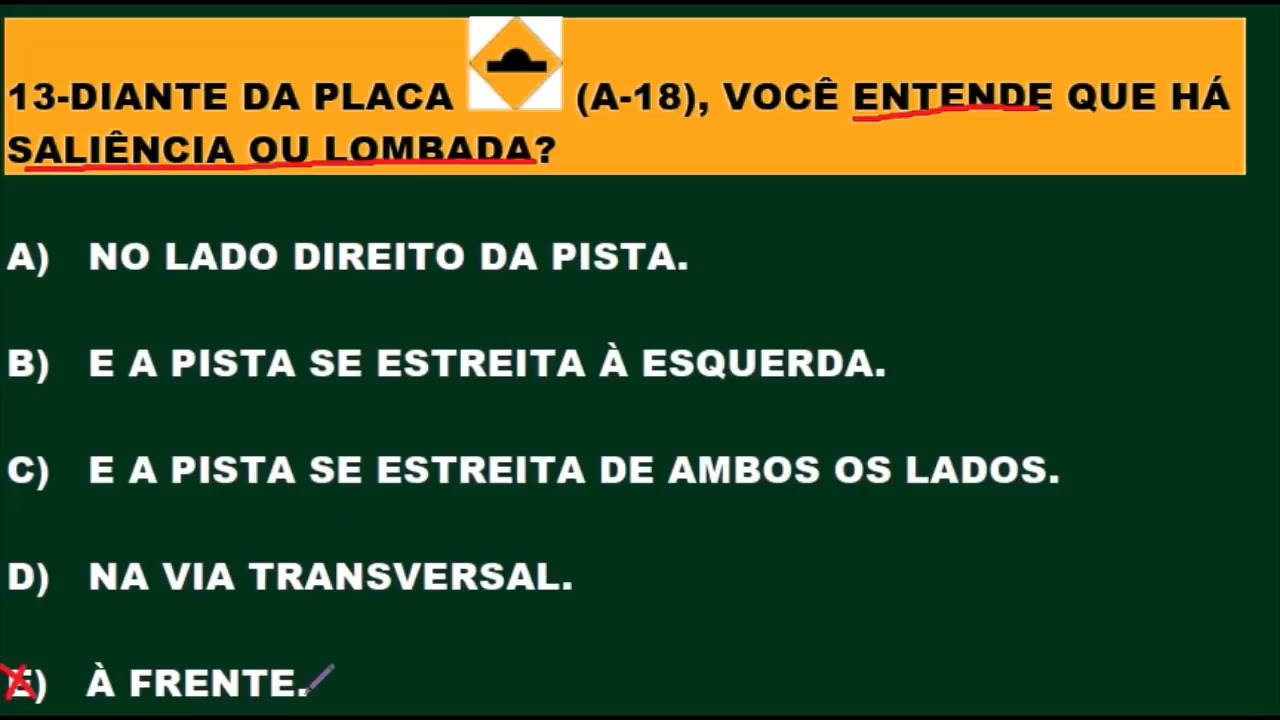 13-DIANTE DA PLACA (A-18), VOCÊ ENTENDE QUE HÁ
SALIÊNCIA OU LOMBADA?
A) NO LADO DIREITO DA PISTA.
B) E A PISTA SE ESTREITA À ESQUERDA.
C) E A PISTA SE ESTREITA DE AMBOS OS LADOS.
D) NA VIA TRANSVERSAL.
E) À FRENTE.